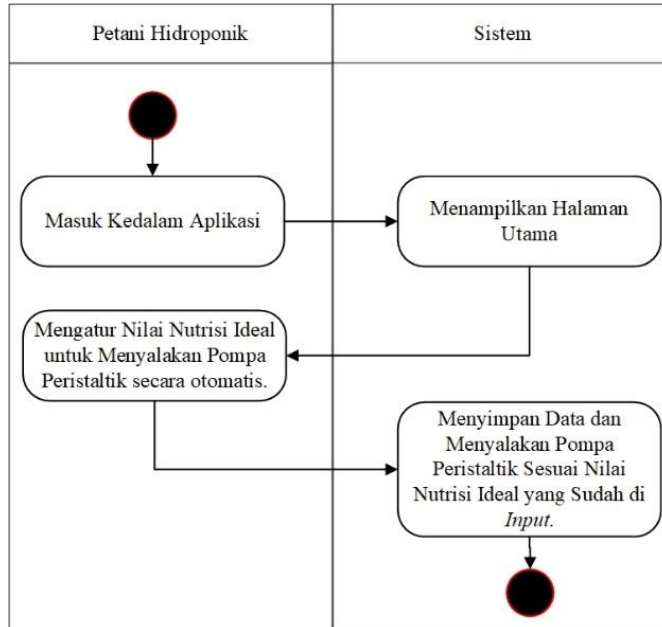 Petani Hidroponik
Sistem
Masuk Kedalam Aplikasi
Menampilkan Halaman
Utama
Mengatur Nilai Nutrisi Ideal
untuk Menyalakan Pompa
Peristaltik secara otomatis.
Menyimpan Data dan
Menyalakan Pompa
Peristaltik Sesuai Nilai
Nutrisi Ideal yang Sudah di
Input.